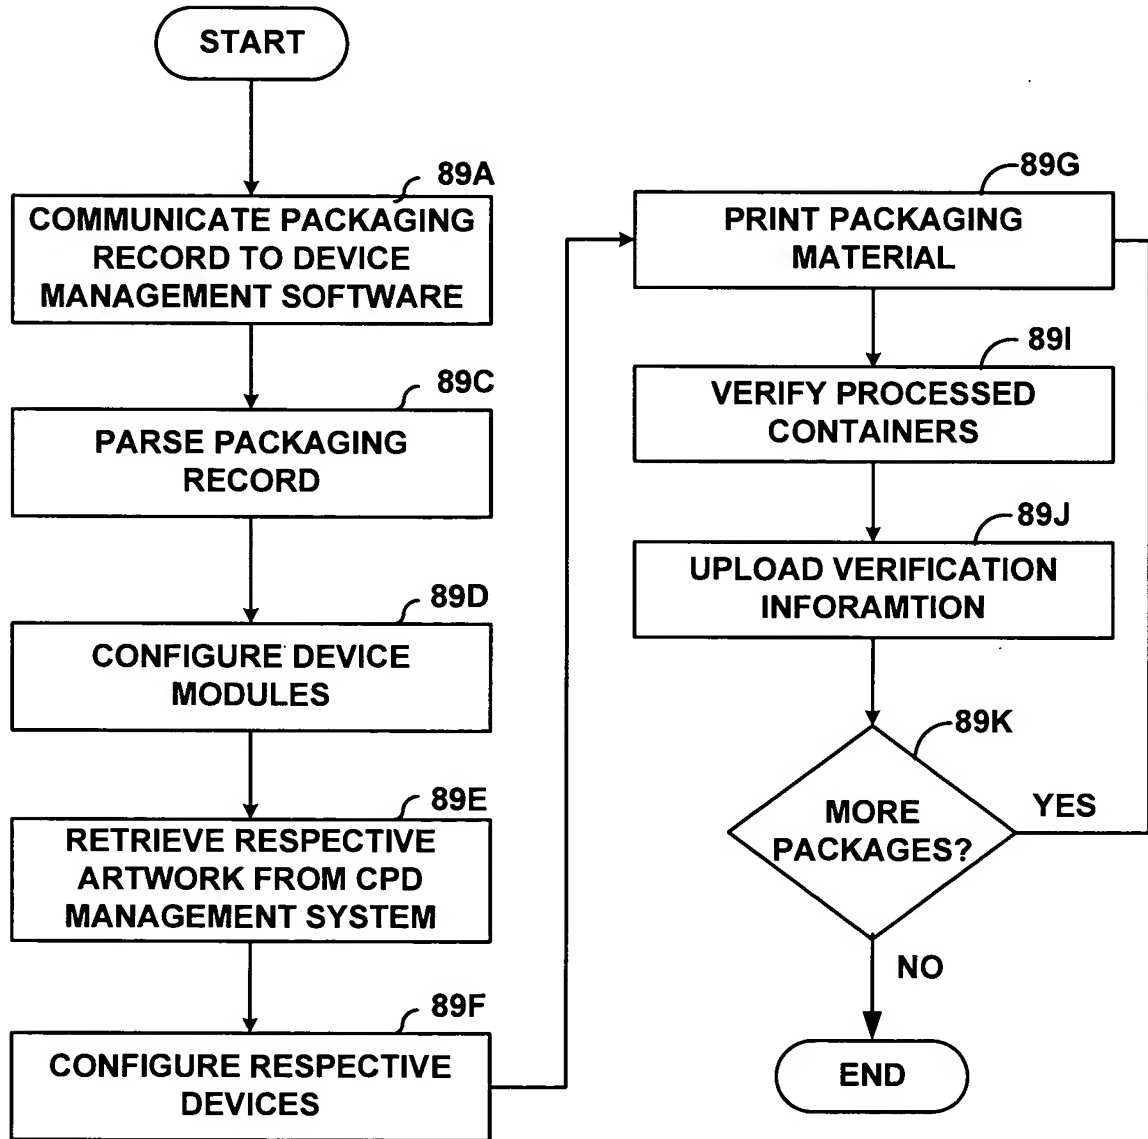 START
89A
COMMUNICATE PACKAGING
RECORD TO DEVICE
MANAGEMENT SOFTWARE
89C
PARSE PACKAGING
RECORD
89D
CONFIGURE DEVICE
MODULES
89E
RETRIEVE RESPECTIVE
ARTWORK FROM CPD
MANAGEMENT SYSTEM
89F
CONFIGURE RESPECTIVE
DEVICES
89G
PRINT PACKAGING
MATERIAL
89I
VERIFY PROCESSED
CONTAINERS
89J
UPLOAD VERIFICATION
INFORAMTION
89K
MORE
PACKAGES?
YES
NO
END